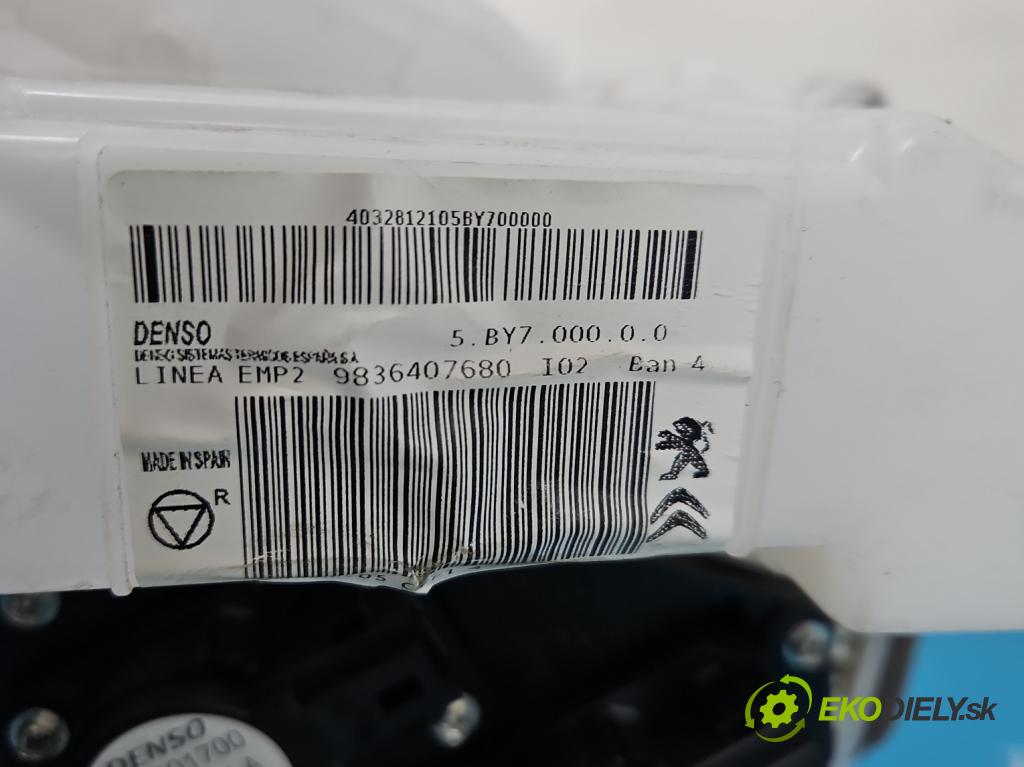 4032812105BY700000
DENSO 5.BY7.000.0.0
DENSO SISTEMAS TERMICOS ESPAÑA S.A
LINEA EMP2 9836407680 I02 Ban 4
MADE IN SPAIN
R
DENSO
01700
EKODIELY.sk